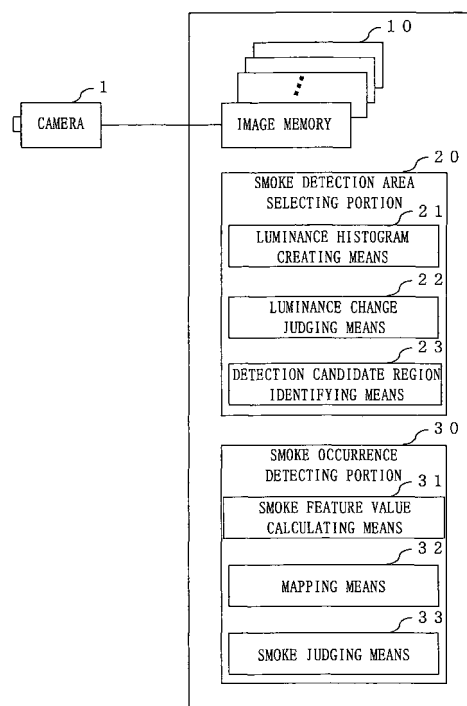 10
1
CAMERA
IMAGE MEMORY
20
SMOKE DETECTION AREA
SELECTING PORTION
21
LUMINANCE HISTOGRAM
CREATING MEANS
22
LUMINANCE CHANGE
JUDGING MEANS
23
DETECTION CANDIDATE REGION
IDENTIFYING MEANS
30
SMOKE OCCURRENCE
DETECTING PORTION
31
SMOKE FEATURE VALUE
CALCULATING MEANS
32
MAPPING MEANS
33
SMOKE JUDGING MEANS